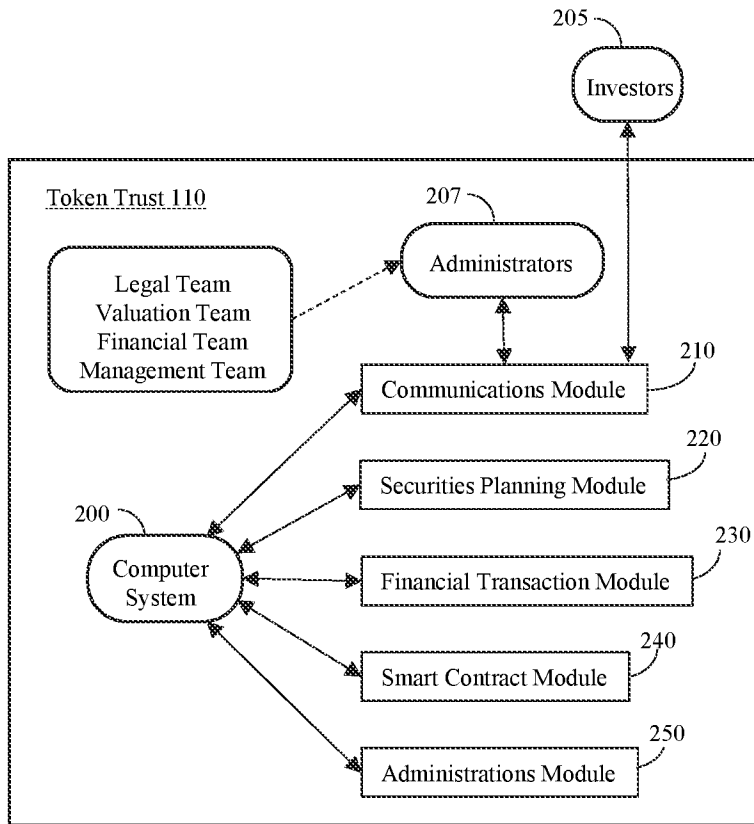 205
Investors
Token Trust 110
207
Legal Team
Valuation Team
Financial Team
Management Team
Administrators
210
Communications Module
220
Securities Planning Module
200
Computer
System
230
Financial Transaction Module
240
Smart Contract Module
250
Administrations Module